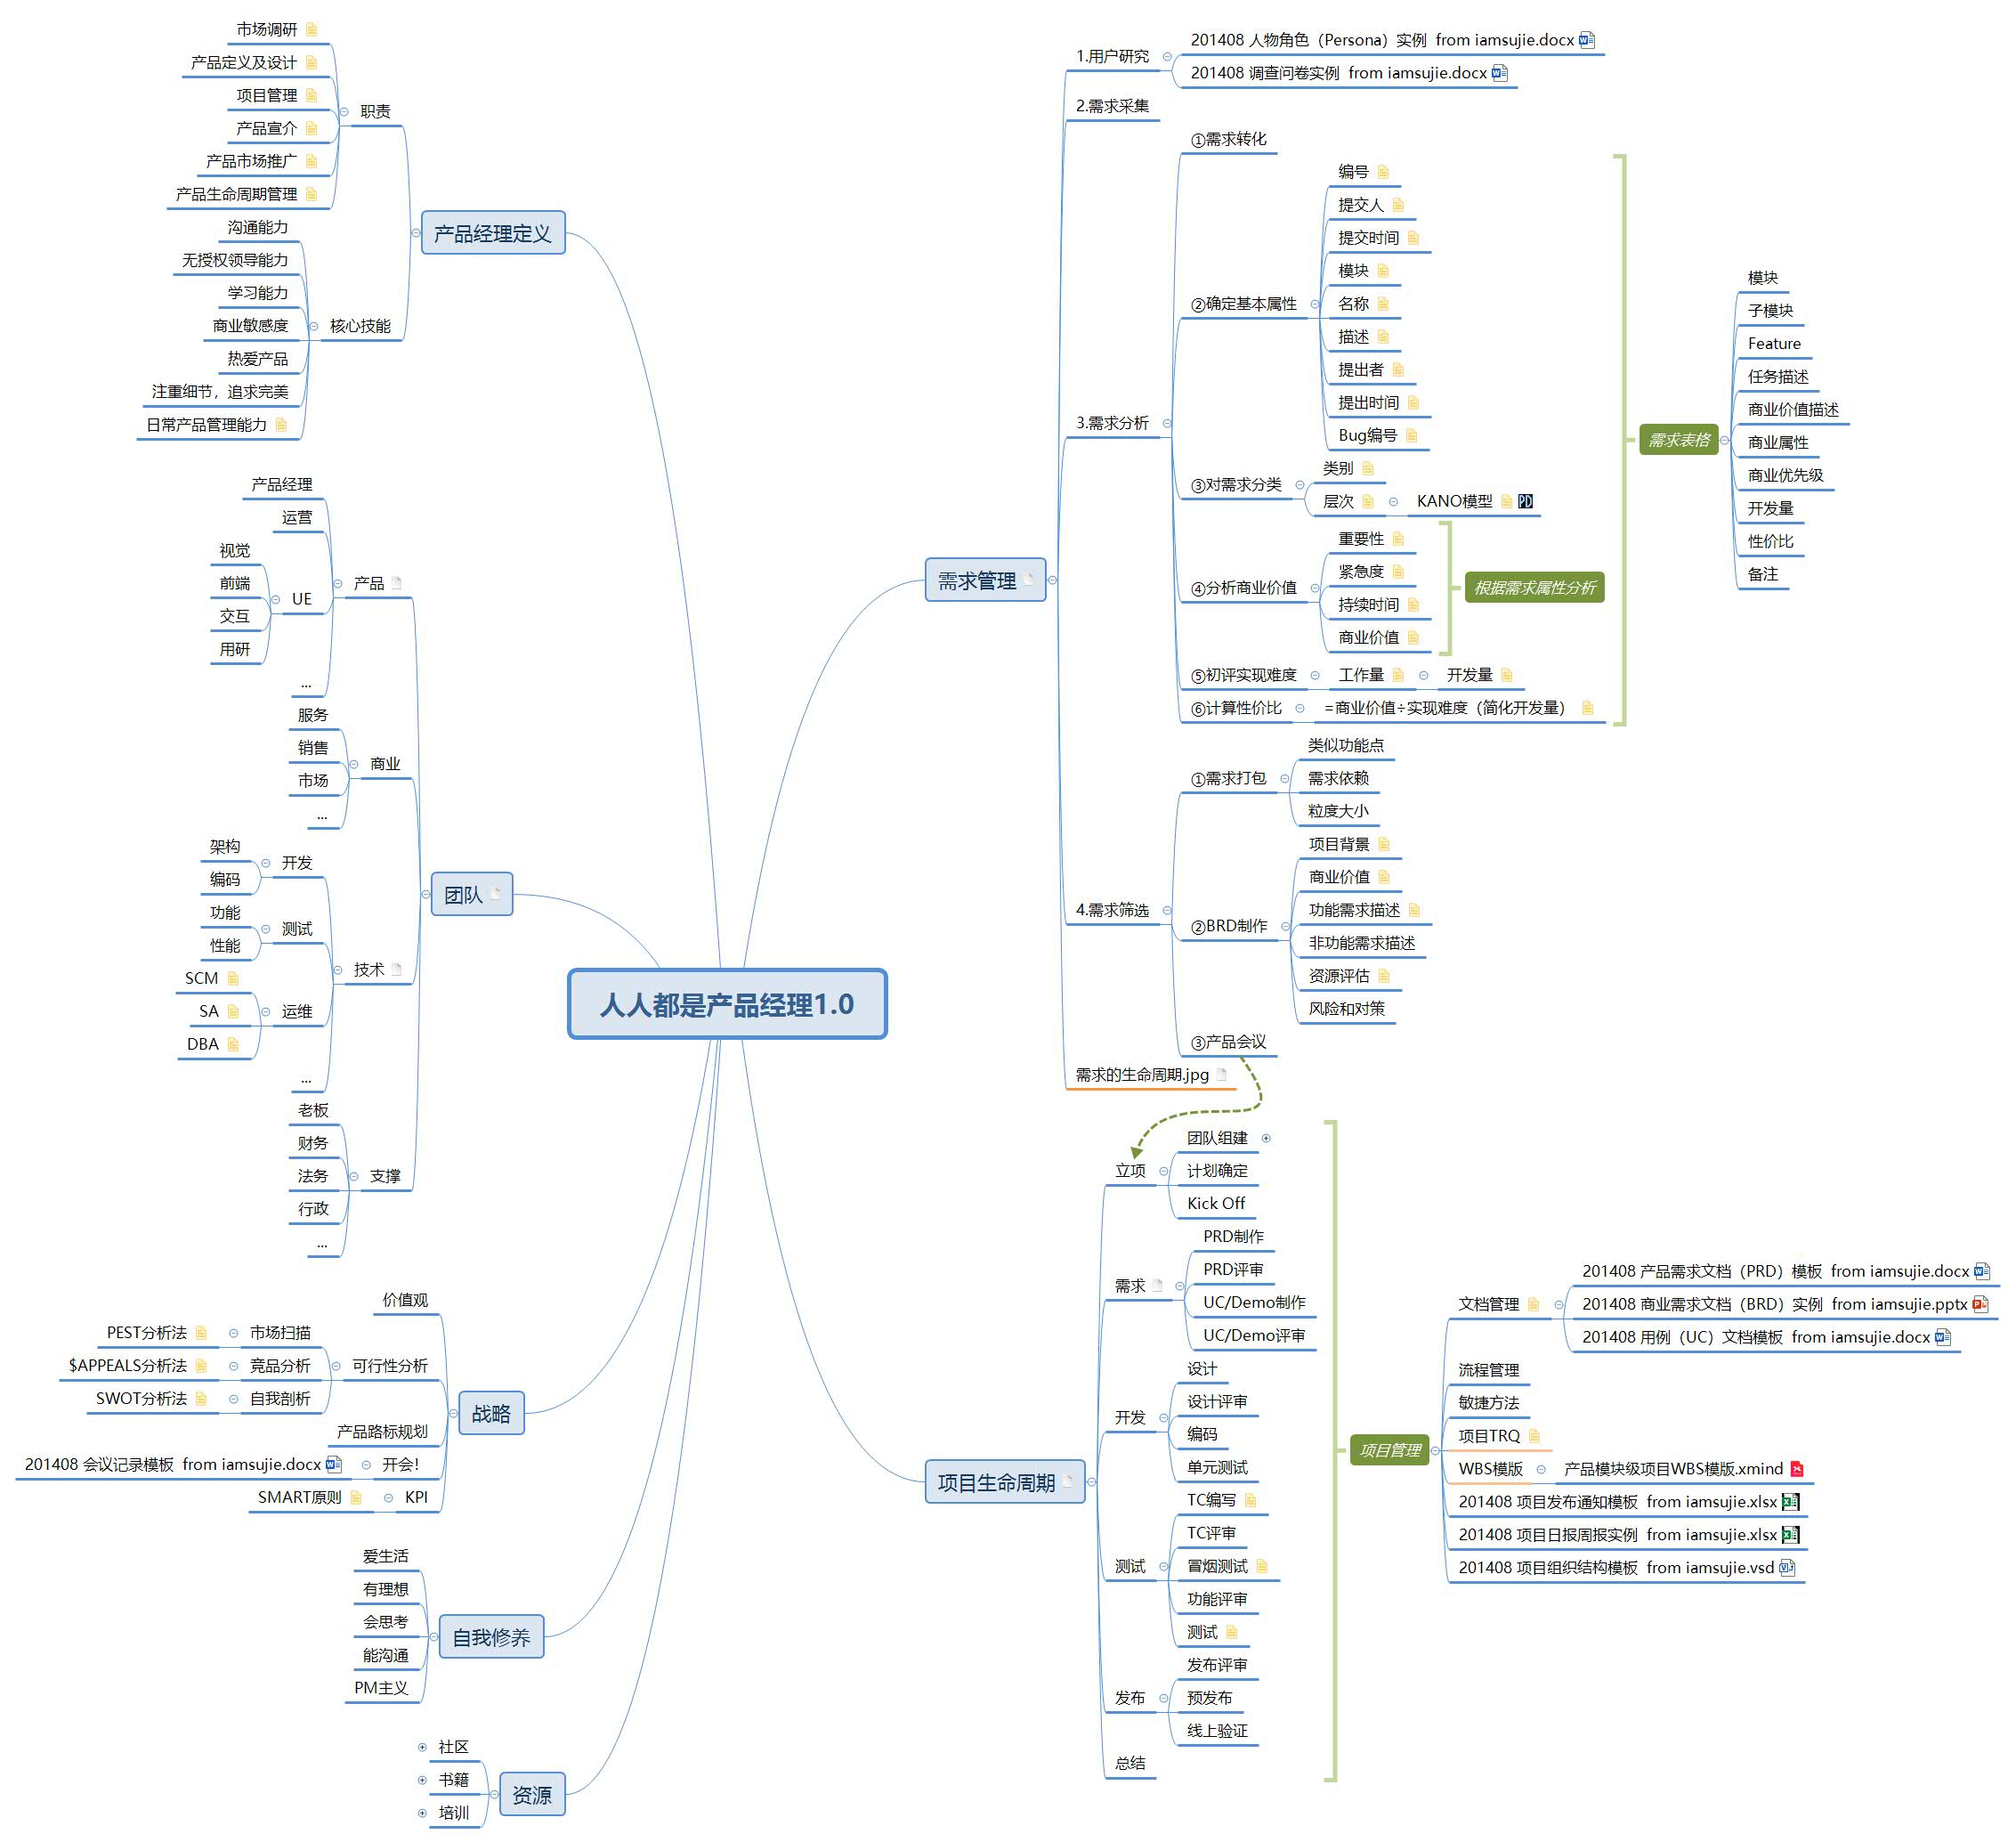 人人都是产品经理1.0
产品经理定义
职责
市场调研
产品定义及设计
项目管理
产品宣介
产品市场推广
产品生命周期管理
核心技能
沟通能力
无授权领导能力
学习能力
商业敏感度
热爱产品
注重细节，追求完美
日常产品管理能力
团队
产品
产品经理
运营
UE
视觉
前端
交互
用研
...
商业
服务
销售
市场
...
技术
开发
架构
编码
测试
功能
性能
运维
SCM
SA
DBA
...
支撑
老板
财务
法务
行政
...
战略
价值观
可行性分析
市场扫描
PEST分析法
竞品分析
$APPEALS分析法
自我剖析
SWOT分析法
产品路标规划
开会！
201408 会议记录模板 from iamsujie.docx
KPI
SMART原则
自我修养
爱生活
有理想
会思考
能沟通
PM主义
资源
社区
书籍
培训
需求管理
1.用户研究
201408 人物角色（Persona）实例 from iamsujie.docx
201408 调查问卷实例 from iamsujie.docx
2.需求采集
3.需求分析
①需求转化
②确定基本属性
编号
提交人
提交时间
模块
名称
描述
提出者
提出时间
Bug编号
③对需求分类
类别
层次
KANO模型
PD
④分析商业价值
重要性
紧急度
持续时间
商业价值
根据需求属性分析
⑤初评实现难度
工作量
开发量
⑥计算性价比
=商业价值÷实现难度（简化开发量）
需求表格
模块
子模块
Feature
任务描述
商业价值描述
商业属性
商业优先级
开发量
性价比
备注
4.需求筛选
①需求打包
类似功能点
需求依赖
粒度大小
②BRD制作
项目背景
商业价值
功能需求描述
非功能需求描述
资源评估
风险和对策
③产品会议
需求的生命周期.jpg
项目生命周期
立项
团队组建
计划确定
Kick Off
需求
PRD制作
PRD评审
UC/Demo制作
UC/Demo评审
开发
设计
设计评审
编码
单元测试
测试
TC编写
TC评审
冒烟测试
功能评审
测试
发布
发布评审
预发布
线上验证
总结
项目管理
文档管理
201408 产品需求文档（PRD）模板 from iamsujie.docx
201408 商业需求文档（BRD）实例 from iamsujie.pptx
201408 用例（UC）文档模板 from iamsujie.docx
流程管理
敏捷方法
项目TRQ
WBS模版
产品模块级项目WBS模版.xmind
201408 项目发布通知模板 from iamsujie.xlsx
201408 项目日报周报实例 from iamsujie.xlsx
201408 项目组织结构模板 from iamsujie.vsd